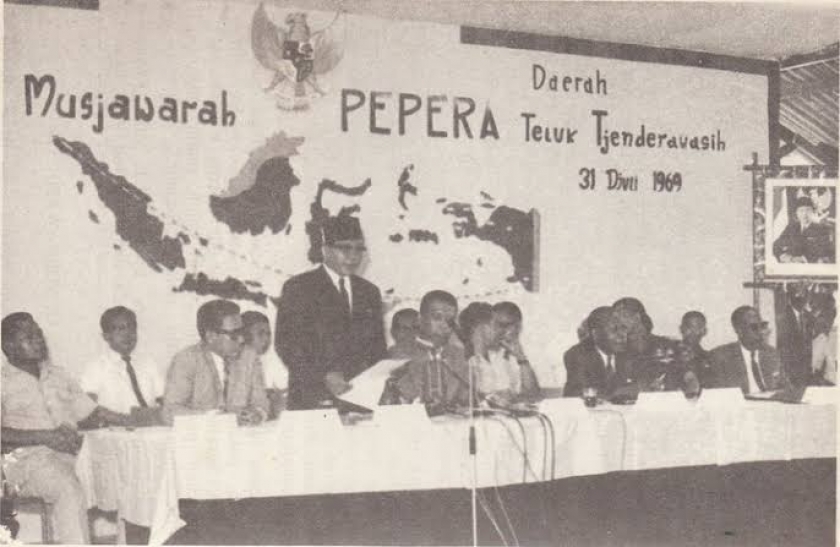 Musjawarah PEPERA
Daerah
Teluk Tjenderawasih
31 Djuli 1969